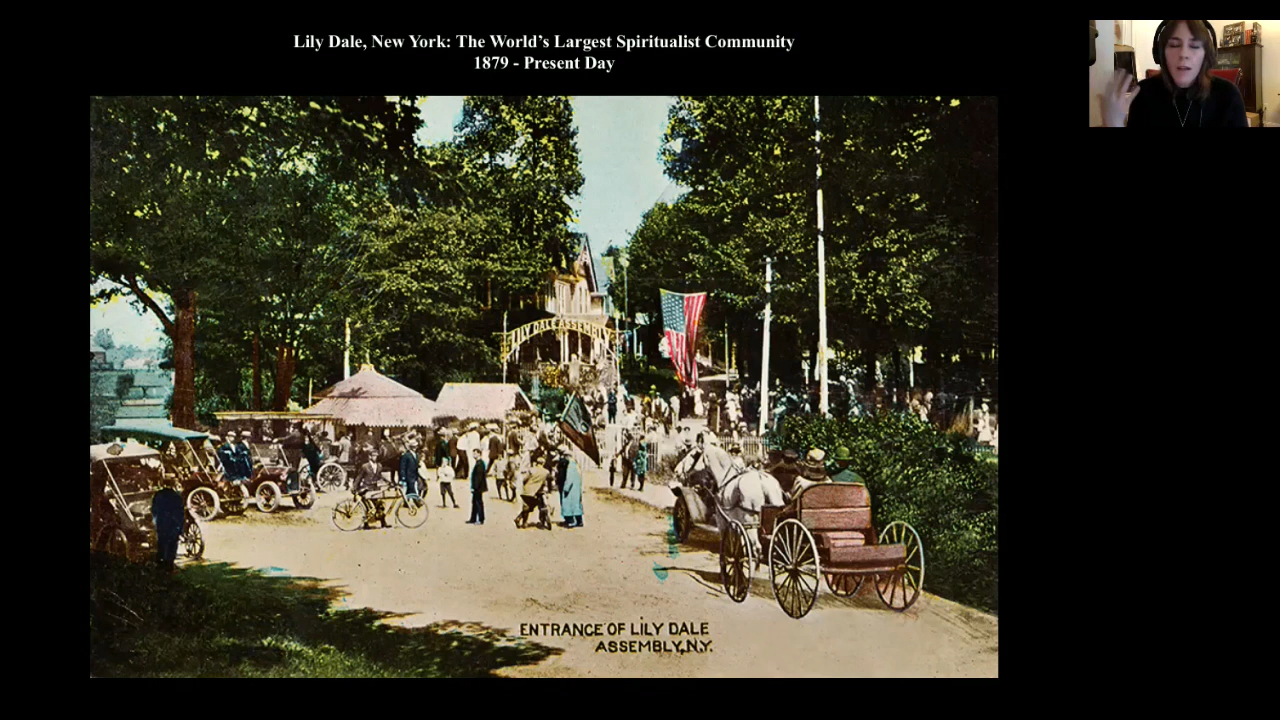 Lily Dale, New York: The World’s Largest Spiritualist Community
1879 - Present Day
LILY DALE ASSEMBLY
ENTRANCE OF LILY DALE
ASSEMBLY, N.Y.